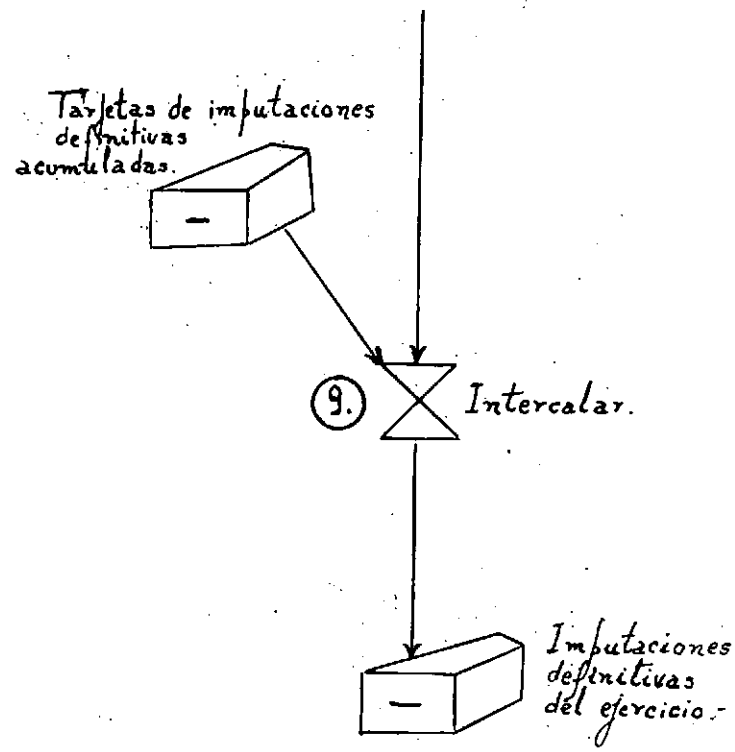 Tarjetas de imputaciones
definitivas
acumuladas.
9.
Intercalar.
Imputaciones
definitivas
del ejercicio.-